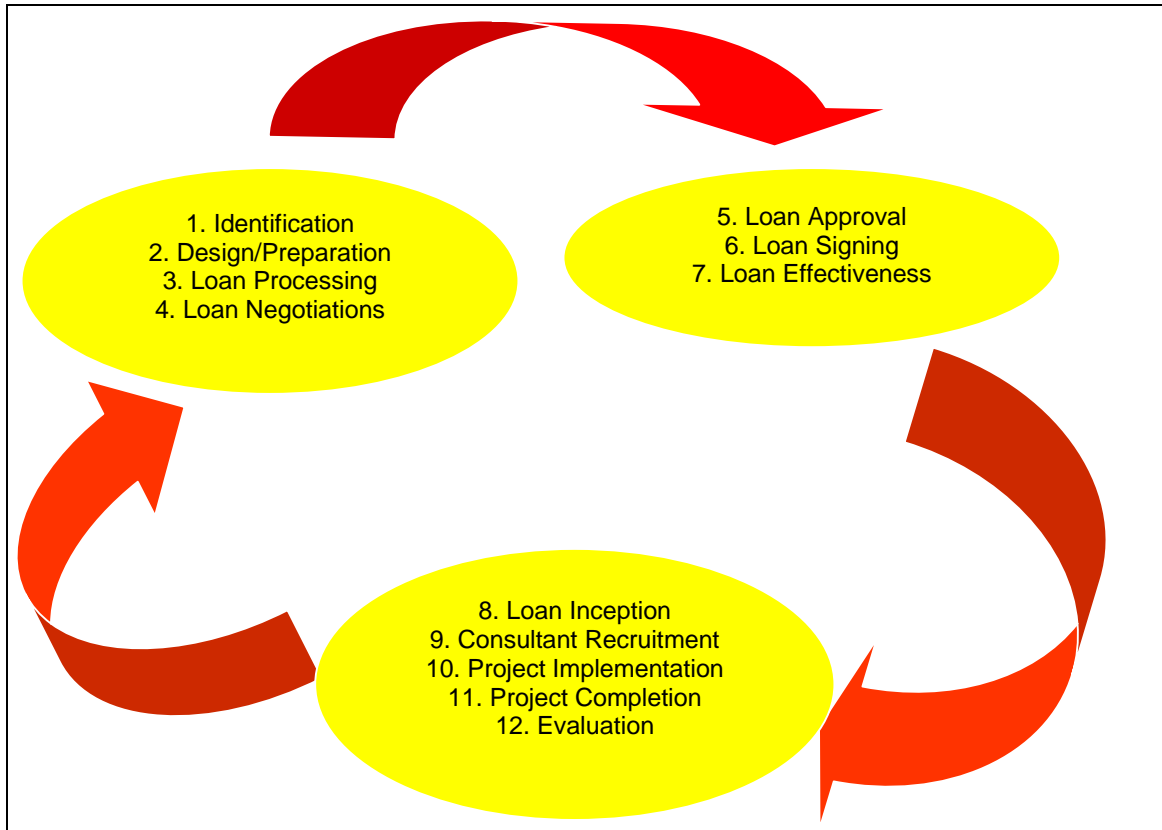 1. Identification
2. Design/Preparation
3. Loan Processing
4. Loan Negotiations
5. Loan Approval
6. Loan Signing
7. Loan Effectiveness
8. Loan Inception
9. Consultant Recruitment
10. Project Implementation
11. Project Completion
12. Evaluation